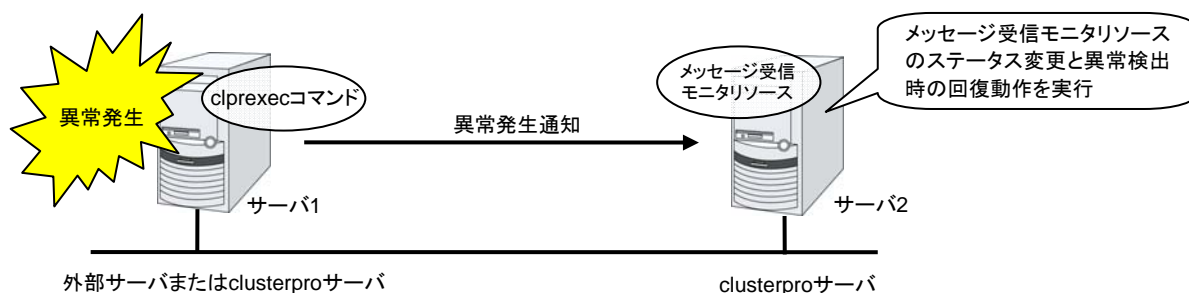 異常発生
clprexecコマンド
サーバ1
異常発生通知
メッセージ受信
モニタリソース
メッセージ受信モニタリソース
のステータス変更と異常検出
時の回復動作を実行
サーバ2
外部サーバまたはclusterproサーバ
clusterproサーバ